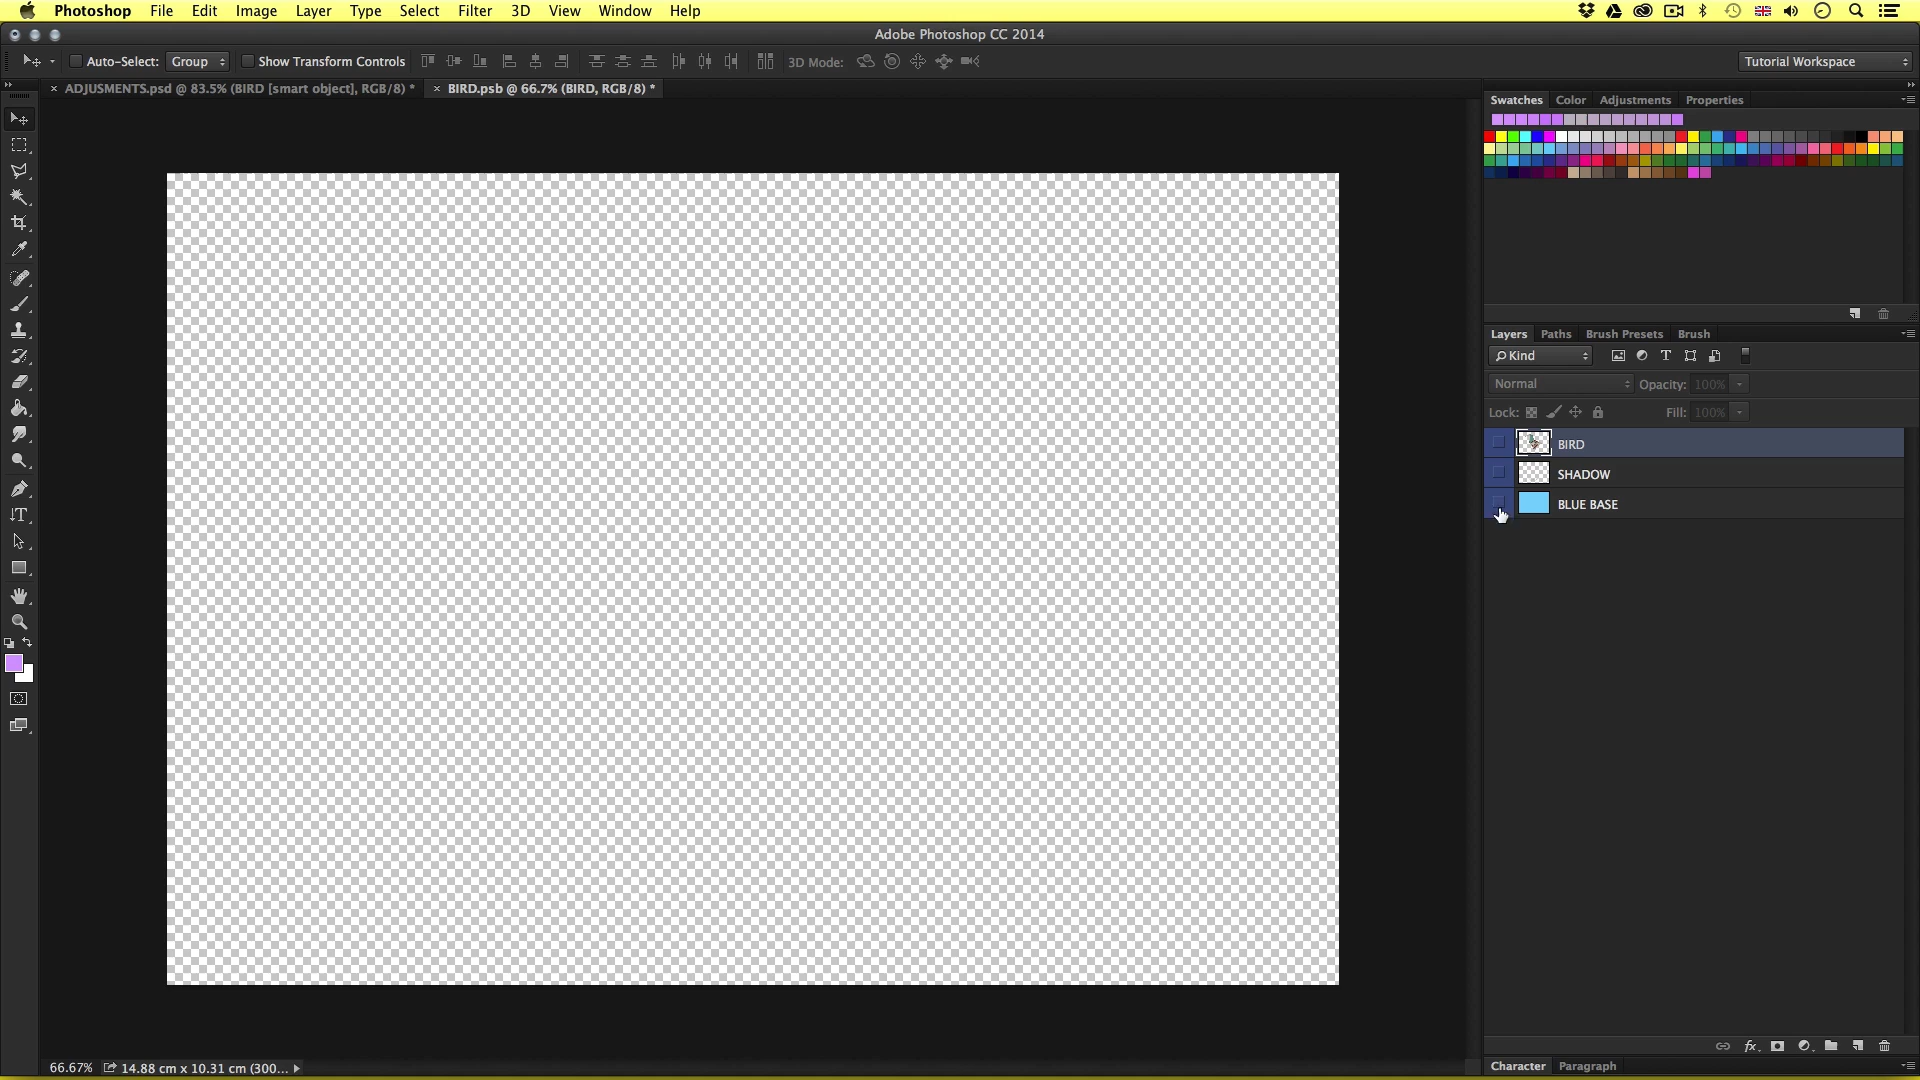 Photoshop File Edit Image Layer Type Select Filter 3D View Window Help
Adobe Photoshop CC 2014
Auto-Select: Group Show Transform Controls 3D Mode: Tutorial Workspace
ADJUSMENTS.psd @ 83.5% (BIRD [smart object], RGB/8) * BIRD.psb @ 66.7% (BIRD, RGB/8) *
Swatches Color Adjustments Properties
Layers Paths Brush Presets Brush
Kind
Normal Opacity: 100%
Lock: Fill: 100%
BIRD
SHADOW
BLUE BASE
fx
66.67% 14.88 cm x 10.31 cm (300...
Character Paragraph